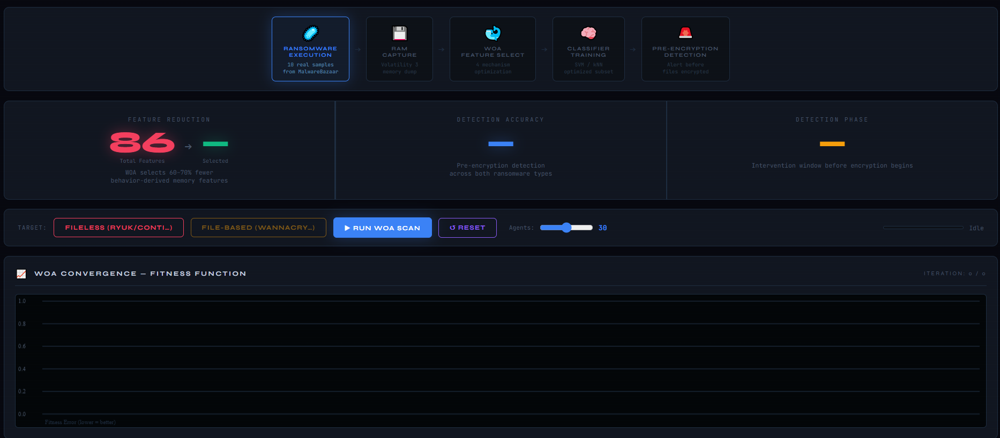 RANSOMWARE
EXECUTION
10 real samples
from MalwareBazaar
→
RAM
CAPTURE
Volatility 3
memory dump
→
WOA
FEATURE SELECT
4 mechanism
optimization
→
CLASSIFIER
TRAINING
SVM / kNN
optimized subset
→
PRE-ENCRYPTION
DETECTION
Alert before
files encrypted
FEATURE REDUCTION
86 → —
Total Features
Selected
WOA selects 60–70% fewer
behavior-derived memory features
DETECTION ACCURACY
—
Pre-encryption detection
across both ransomware types
DETECTION PHASE
—
Intervention window before encryption begins
TARGET:
FILELESS (RYUK/CONTI…)
FILE-BASED (WANNACRY…)
▶ RUN WOA SCAN
↺ RESET
Agents:
30
Idle
WOA CONVERGENCE — FITNESS FUNCTION
ITERATION: 0 / 0
1.0
0.8
0.6
0.4
0.2
0.0
Fitness Error (lower = better)